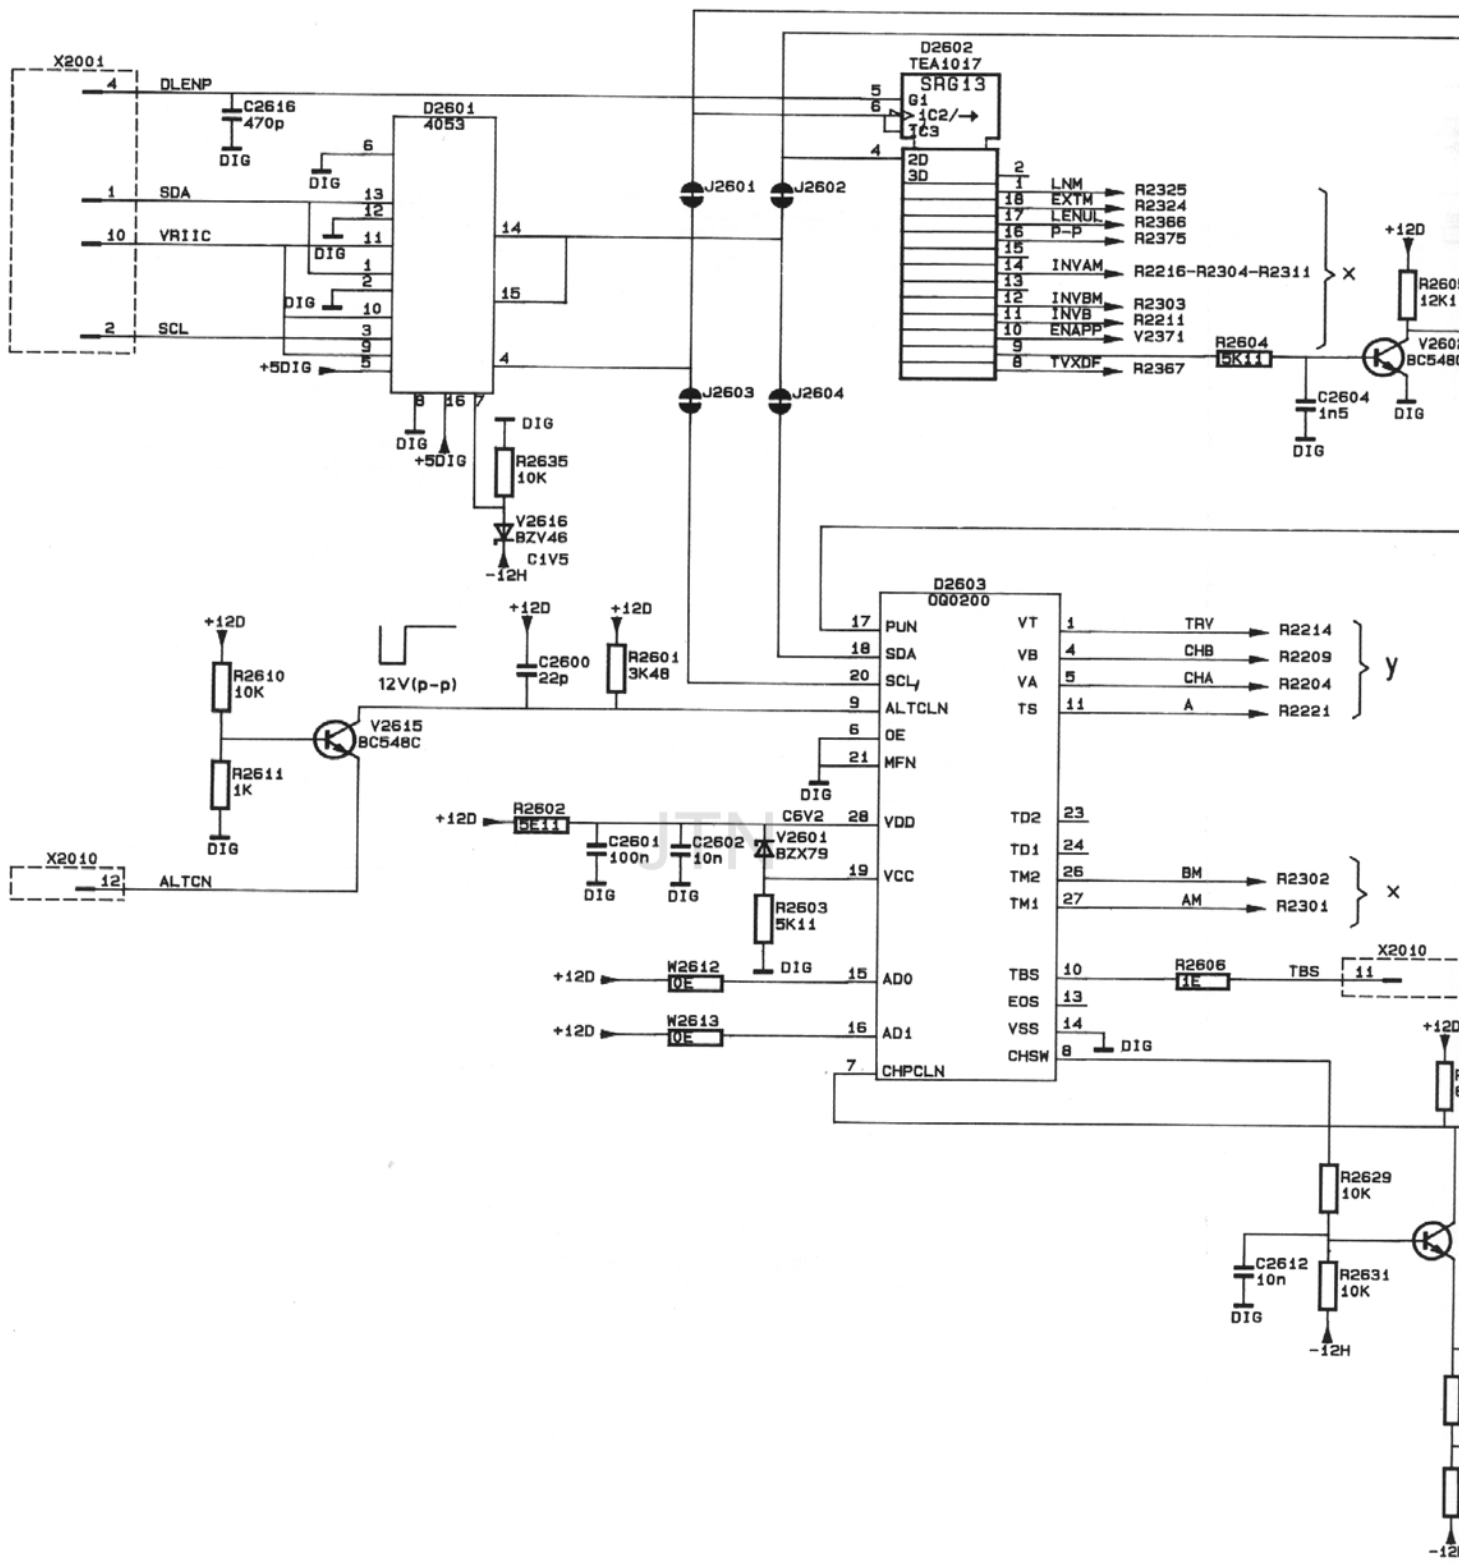 X2001
4 DLENP
C2616
470p
DIG
1 SDA
10 VRIIC
2 SCL
D2601
4053
6
DIG
13
12
DIG
11
1
2
DIG
10
3
9
+5DIG 5
14
15
4
8 16 7
DIG
+5DIG
DIG
R2635
10K
V2616
BZV46
C1V5
-12H
J2601
J2602
J2603
J2604
D2602
TEA1017
SRG13
5 G1
6 1C2/→
C3
4 2D
3D
2
1 LNM R2325
18 EXTM R2324
17 LENUL R2366
16 P-P R2375
15
14 INVAM R2216-R2304-R2311
13
12 INVBM R2303
11 INVB R2211
10 ENAPP V2371
9
8 TVXDF R2367
x
R2604
5K11
C2604
1n5
DIG
+12D
R2605
12K1
V2602
BC548C
DIG
+12D
R2610
10K
R2611
1K
DIG
12V(p-p)
V2615
BC548C
X2010
12 ALTCN
+12D
C2600
22p
+12D
R2601
3K48
D2603
OQ0200
17 PUN
18 SDA
20 SCL
9 ALTCLN
6 OE
21 MFN
DIG
28 VDD
19 VCC
15 AD0
16 AD1
7 CHPCLN
+12D R2602
5E11
C2601
100n
DIG
C2602
10n
DIG
C6V2
V2601
BZX79
R2603
5K11
DIG
+12D W2612
0E
+12D W2613
0E
JTN
VT 1 TRV R2214
VB 4 CHB R2209
VA 5 CHA R2204
TS 11 A R2221
y
TD2 23
TD1 24
TM2 26 BM R2302
TM1 27 AM R2301
x
TBS 10 R2606
1E
TBS 11
X2010
EOS 13
VSS 14 DIG
CHSW 8
+12D
R2629
10K
C2612
10n
DIG
R2631
10K
-12H